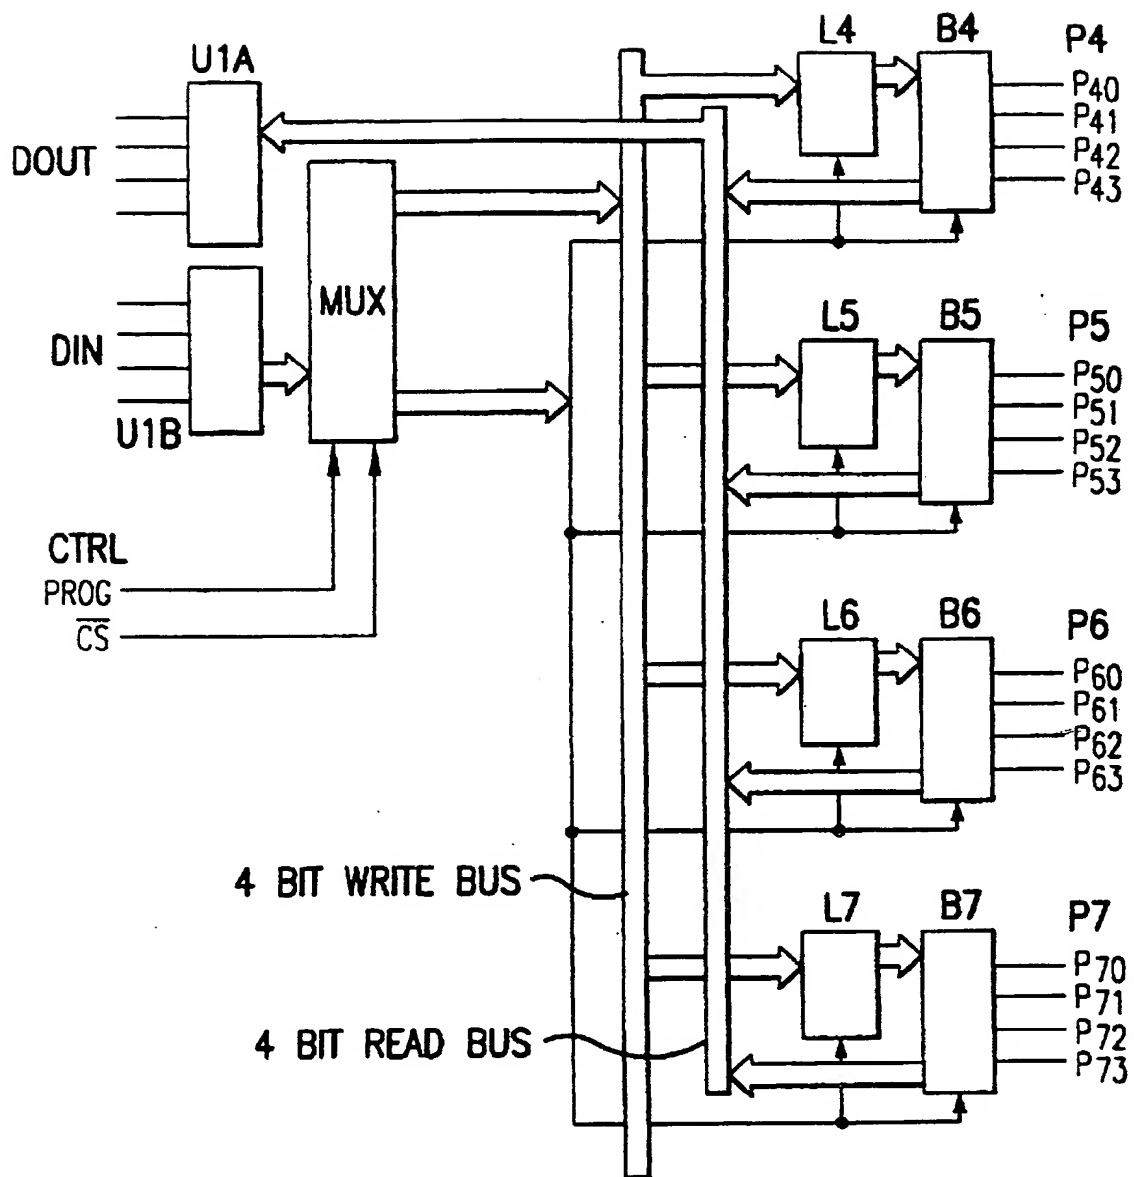 U1A
DOUT
MUX
DIN
U1B
CTRL
PROG
CS
4 BIT WRITE BUS
4 BIT READ BUS
L4
B4
P4
P40
P41
P42
P43
L5
B5
P5
P50
P51
P52
P53
L6
B6
P6
P60
P61
P62
P63
L7
B7
P7
P70
P71
P72
P73